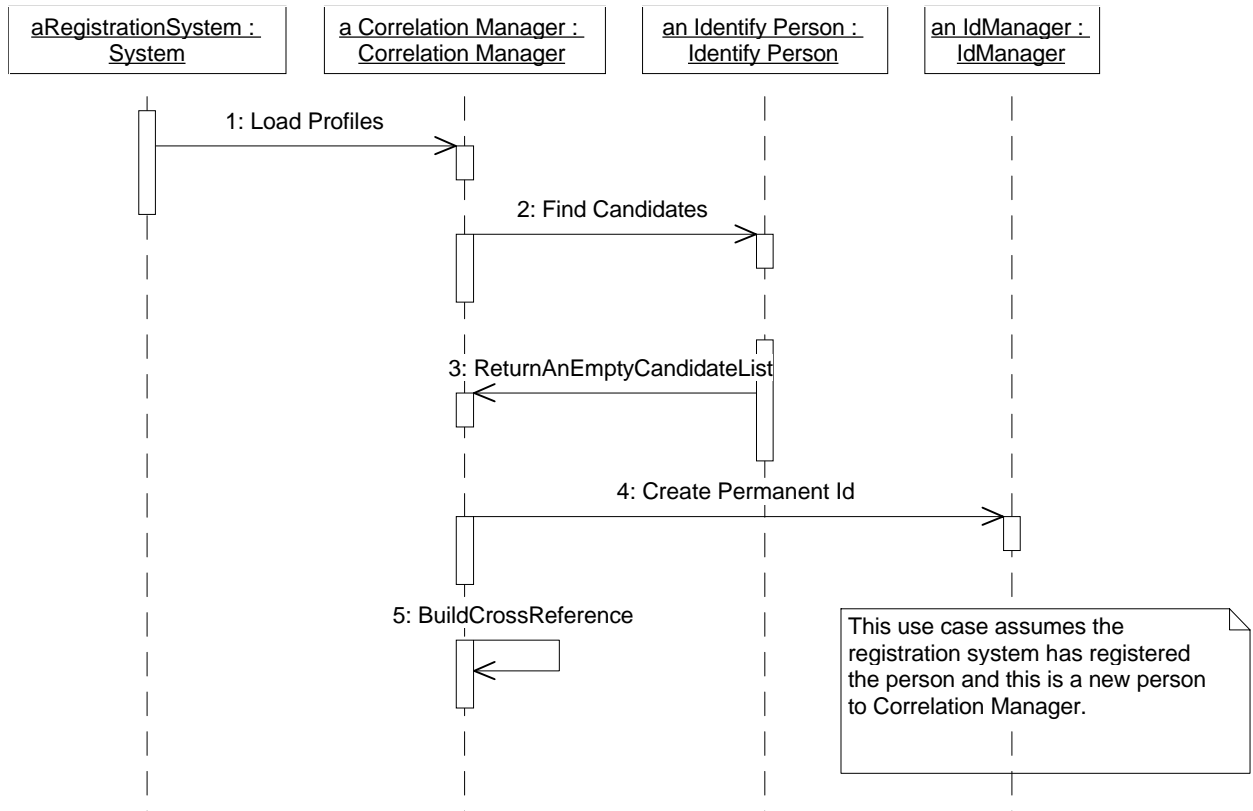 aRegistrationSystem :
System
a Correlation Manager :
Correlation Manager
an Identify Person :
Identify Person
an IdManager :
IdManager
1: Load Profiles
2: Find Candidates
3: ReturnAnEmptyCandidateList
4: Create Permanent Id
5: BuildCrossReference
This use case assumes the
registration system has registered
the person and this is a new person
to Correlation Manager.